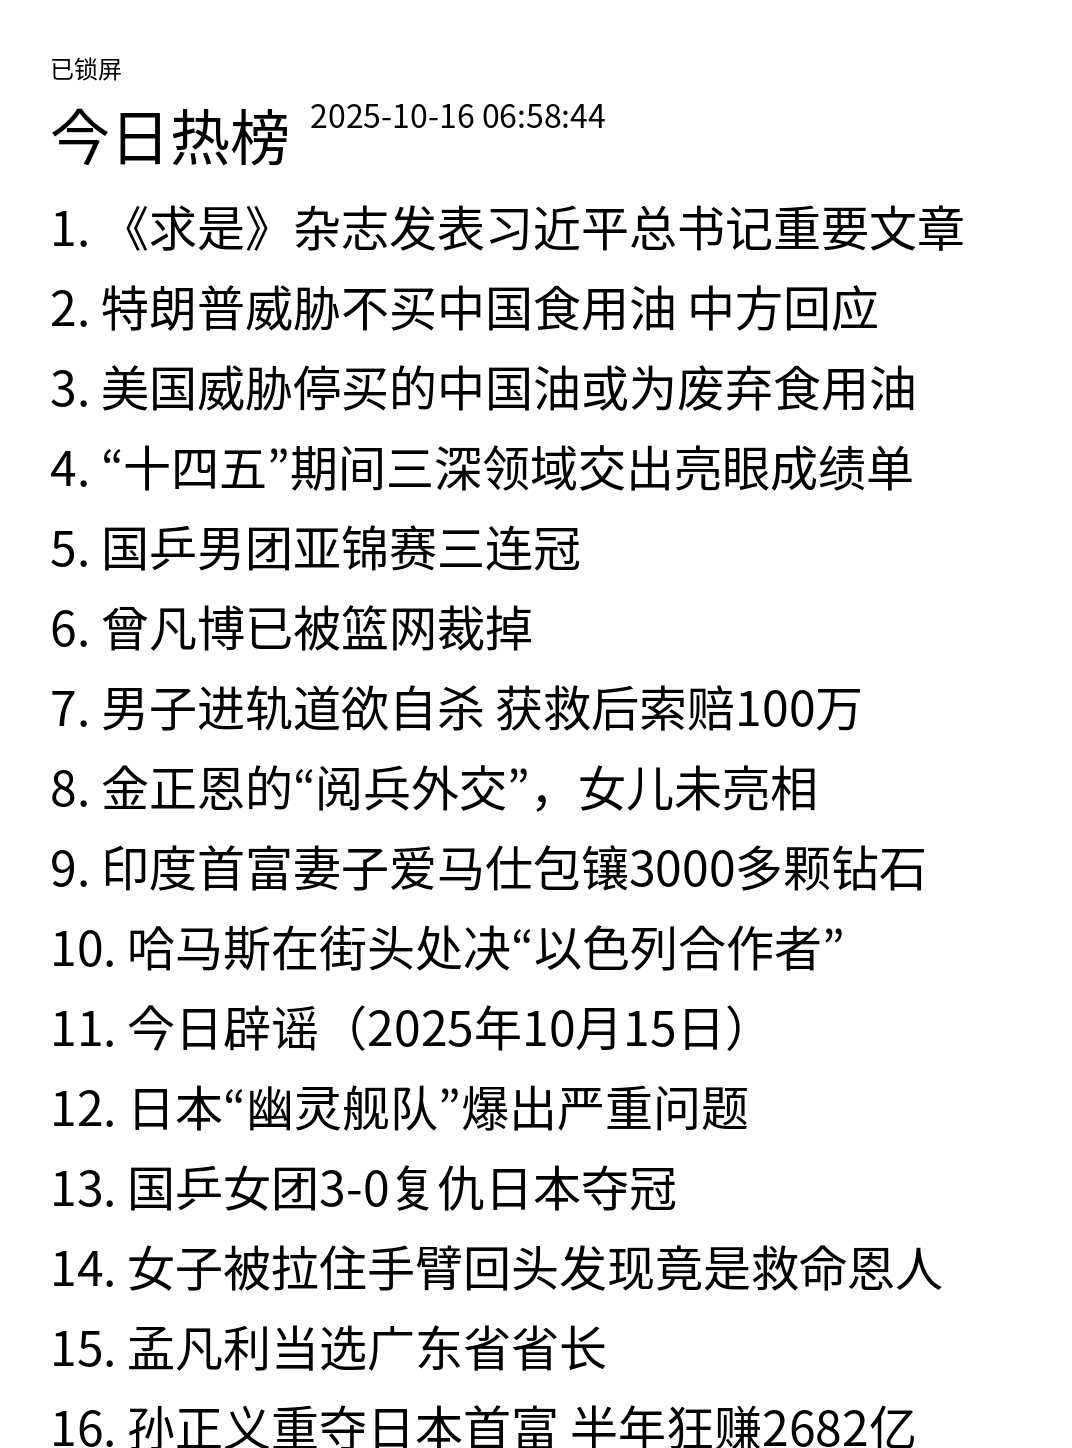 已锁屏
今日热榜 2025-10-16 06:58:44
1. 《求是》杂志发表习近平总书记重要文章
2. 特朗普威胁不买中国食用油 中方回应
3. 美国威胁停买的中国油或为废弃食用油
4. “十四五”期间三深领域交出亮眼成绩单
5. 国乒男团亚锦赛三连冠
6. 曾凡博已被篮网裁掉
7. 男子进轨道欲自杀 获救后索赔100万
8. 金正恩的“阅兵外交”，女儿未亮相
9. 印度首富妻子爱马仕包镶3000多颗钻石
10. 哈马斯在街头处决“以色列合作者”
11. 今日辟谣（2025年10月15日）
12. 日本“幽灵舰队”爆出严重问题
13. 国乒女团3-0复仇日本夺冠
14. 女子被拉住手臂回头发现竟是救命恩人
15. 孟凡利当选广东省省长
16. 孙正义重夺日本首富 半年狂赚2682亿